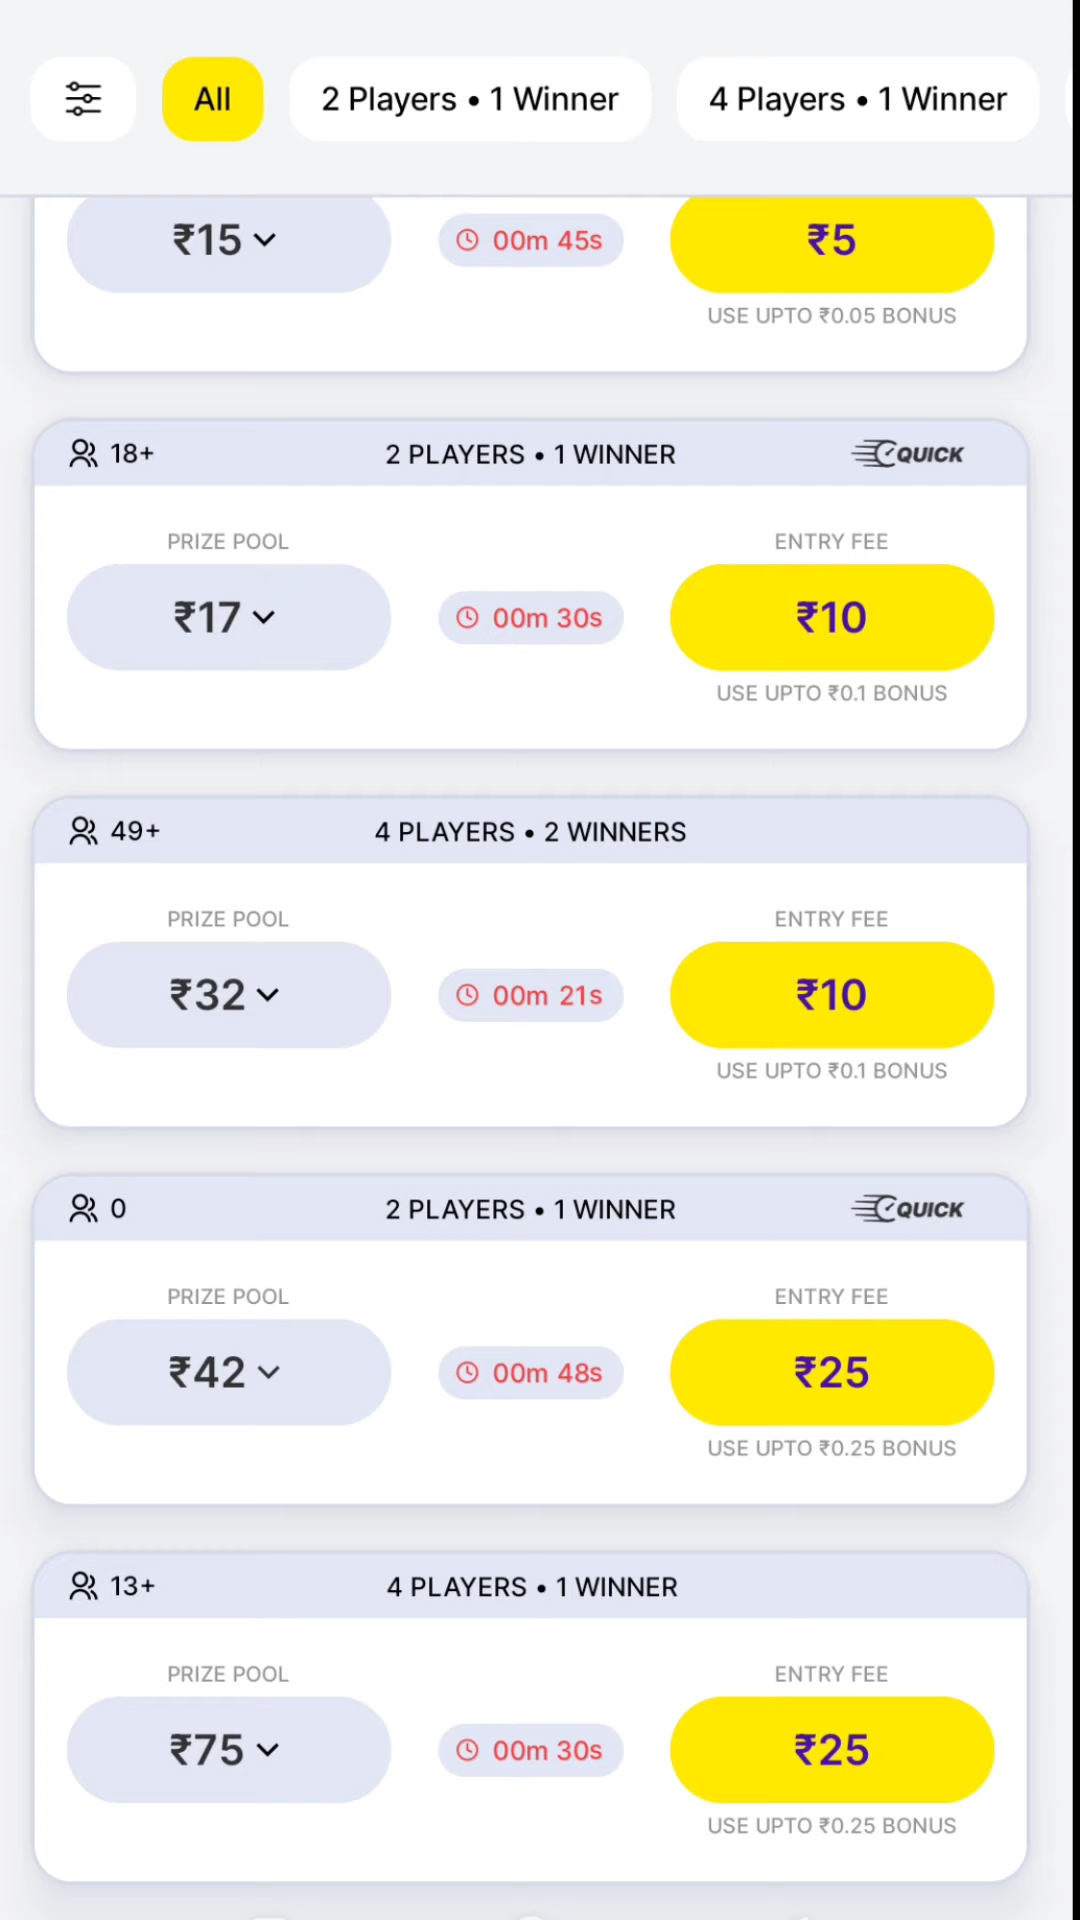 All
2 Players • 1 Winner
4 Players • 1 Winner
₹15
00m 45s
₹5
USE UPTO ₹0.05 BONUS
18+
2 PLAYERS • 1 WINNER
QUICK
PRIZE POOL
ENTRY FEE
₹17
00m 30s
₹10
USE UPTO ₹0.1 BONUS
49+
4 PLAYERS • 2 WINNERS
PRIZE POOL
ENTRY FEE
₹32
00m 21s
₹10
USE UPTO ₹0.1 BONUS
0
2 PLAYERS • 1 WINNER
QUICK
PRIZE POOL
ENTRY FEE
₹42
00m 48s
₹25
USE UPTO ₹0.25 BONUS
13+
4 PLAYERS • 1 WINNER
PRIZE POOL
ENTRY FEE
₹75
00m 30s
₹25
USE UPTO ₹0.25 BONUS